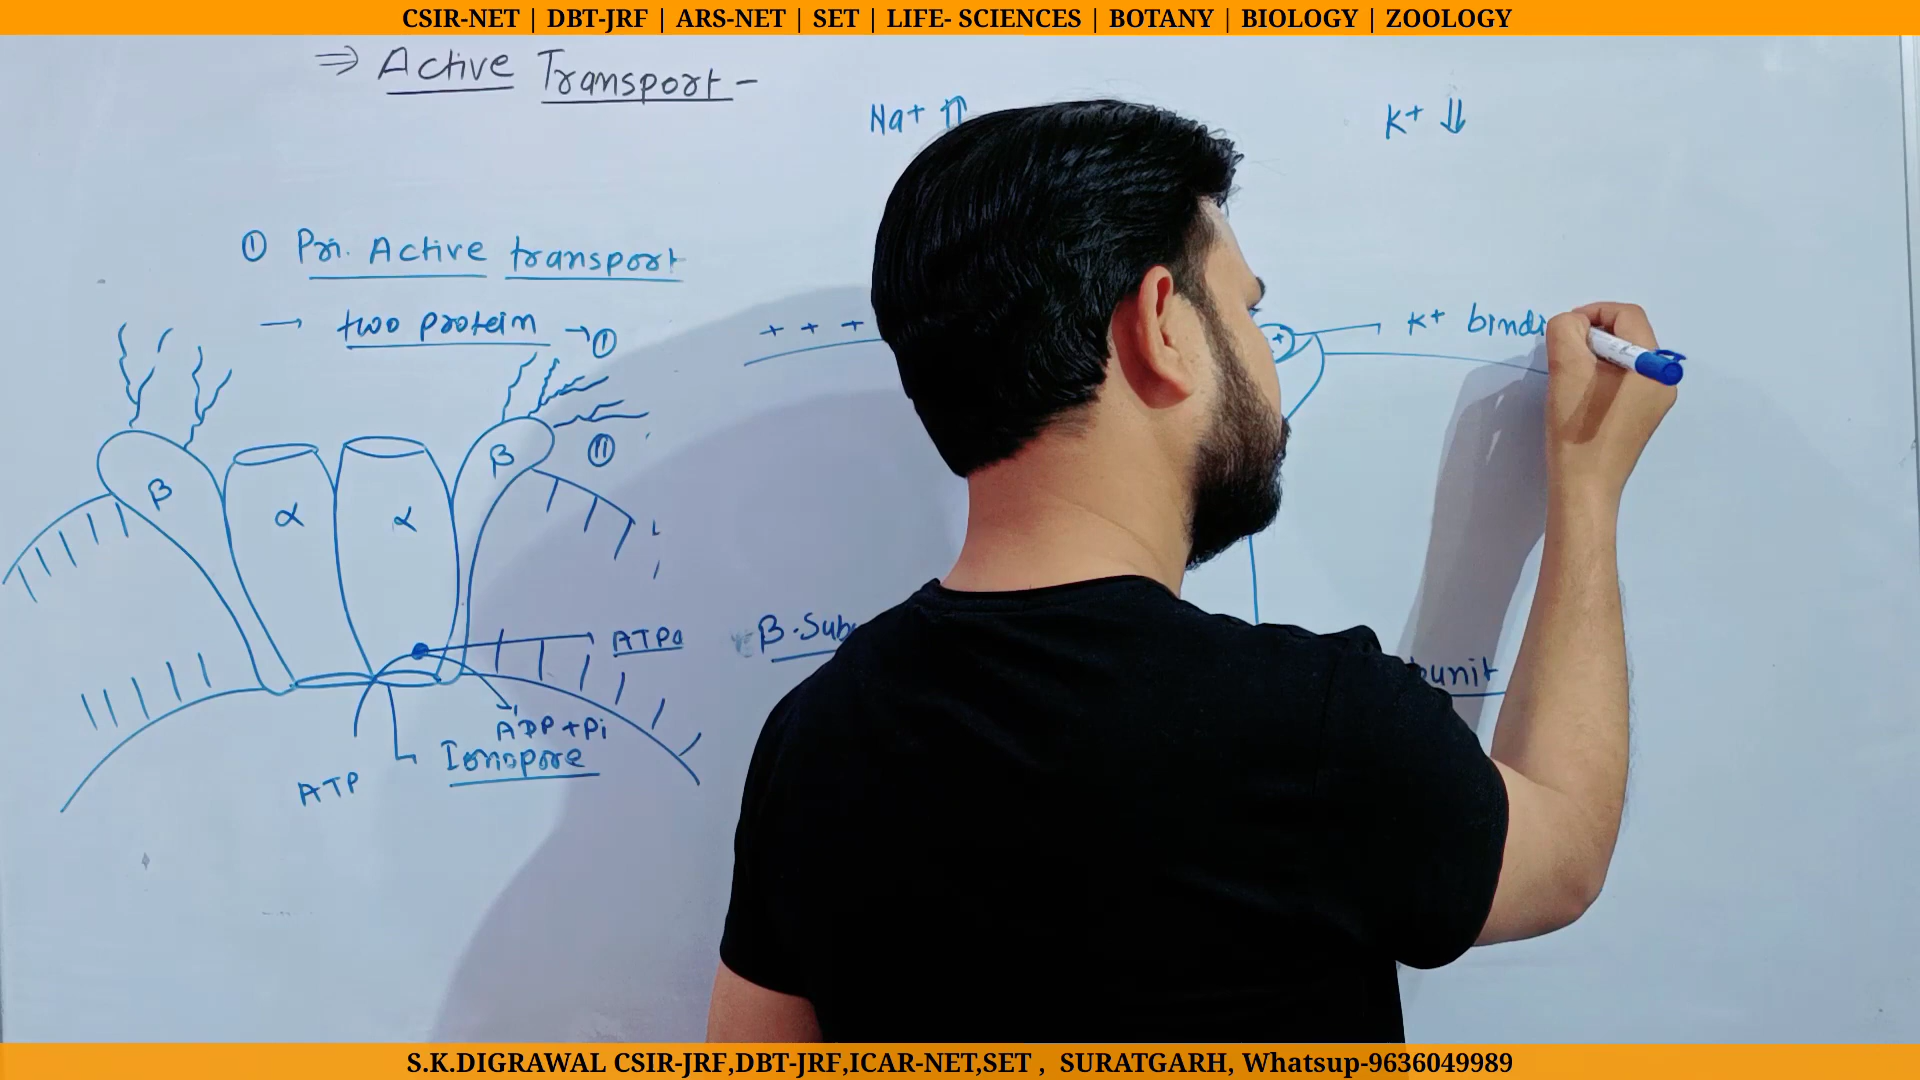 CSIR-NET | DBT-JRF | ARS-NET | SET | LIFE- SCIENCES | BOTANY | BIOLOGY | ZOOLOGY
⇒ Active Transport -
Na+ ⇑
K+ ⇓
① Pri. Active transport
→ two protein → ①
②
+ + +
+
→ K+ bindi
β
α
α
β
ATPa
β-Sub
unit
ADP + Pi
Ionopore
ATP
S.K.DIGRAWAL CSIR-JRF,DBT-JRF,ICAR-NET,SET , SURATGARH, Whatsup-9636049989